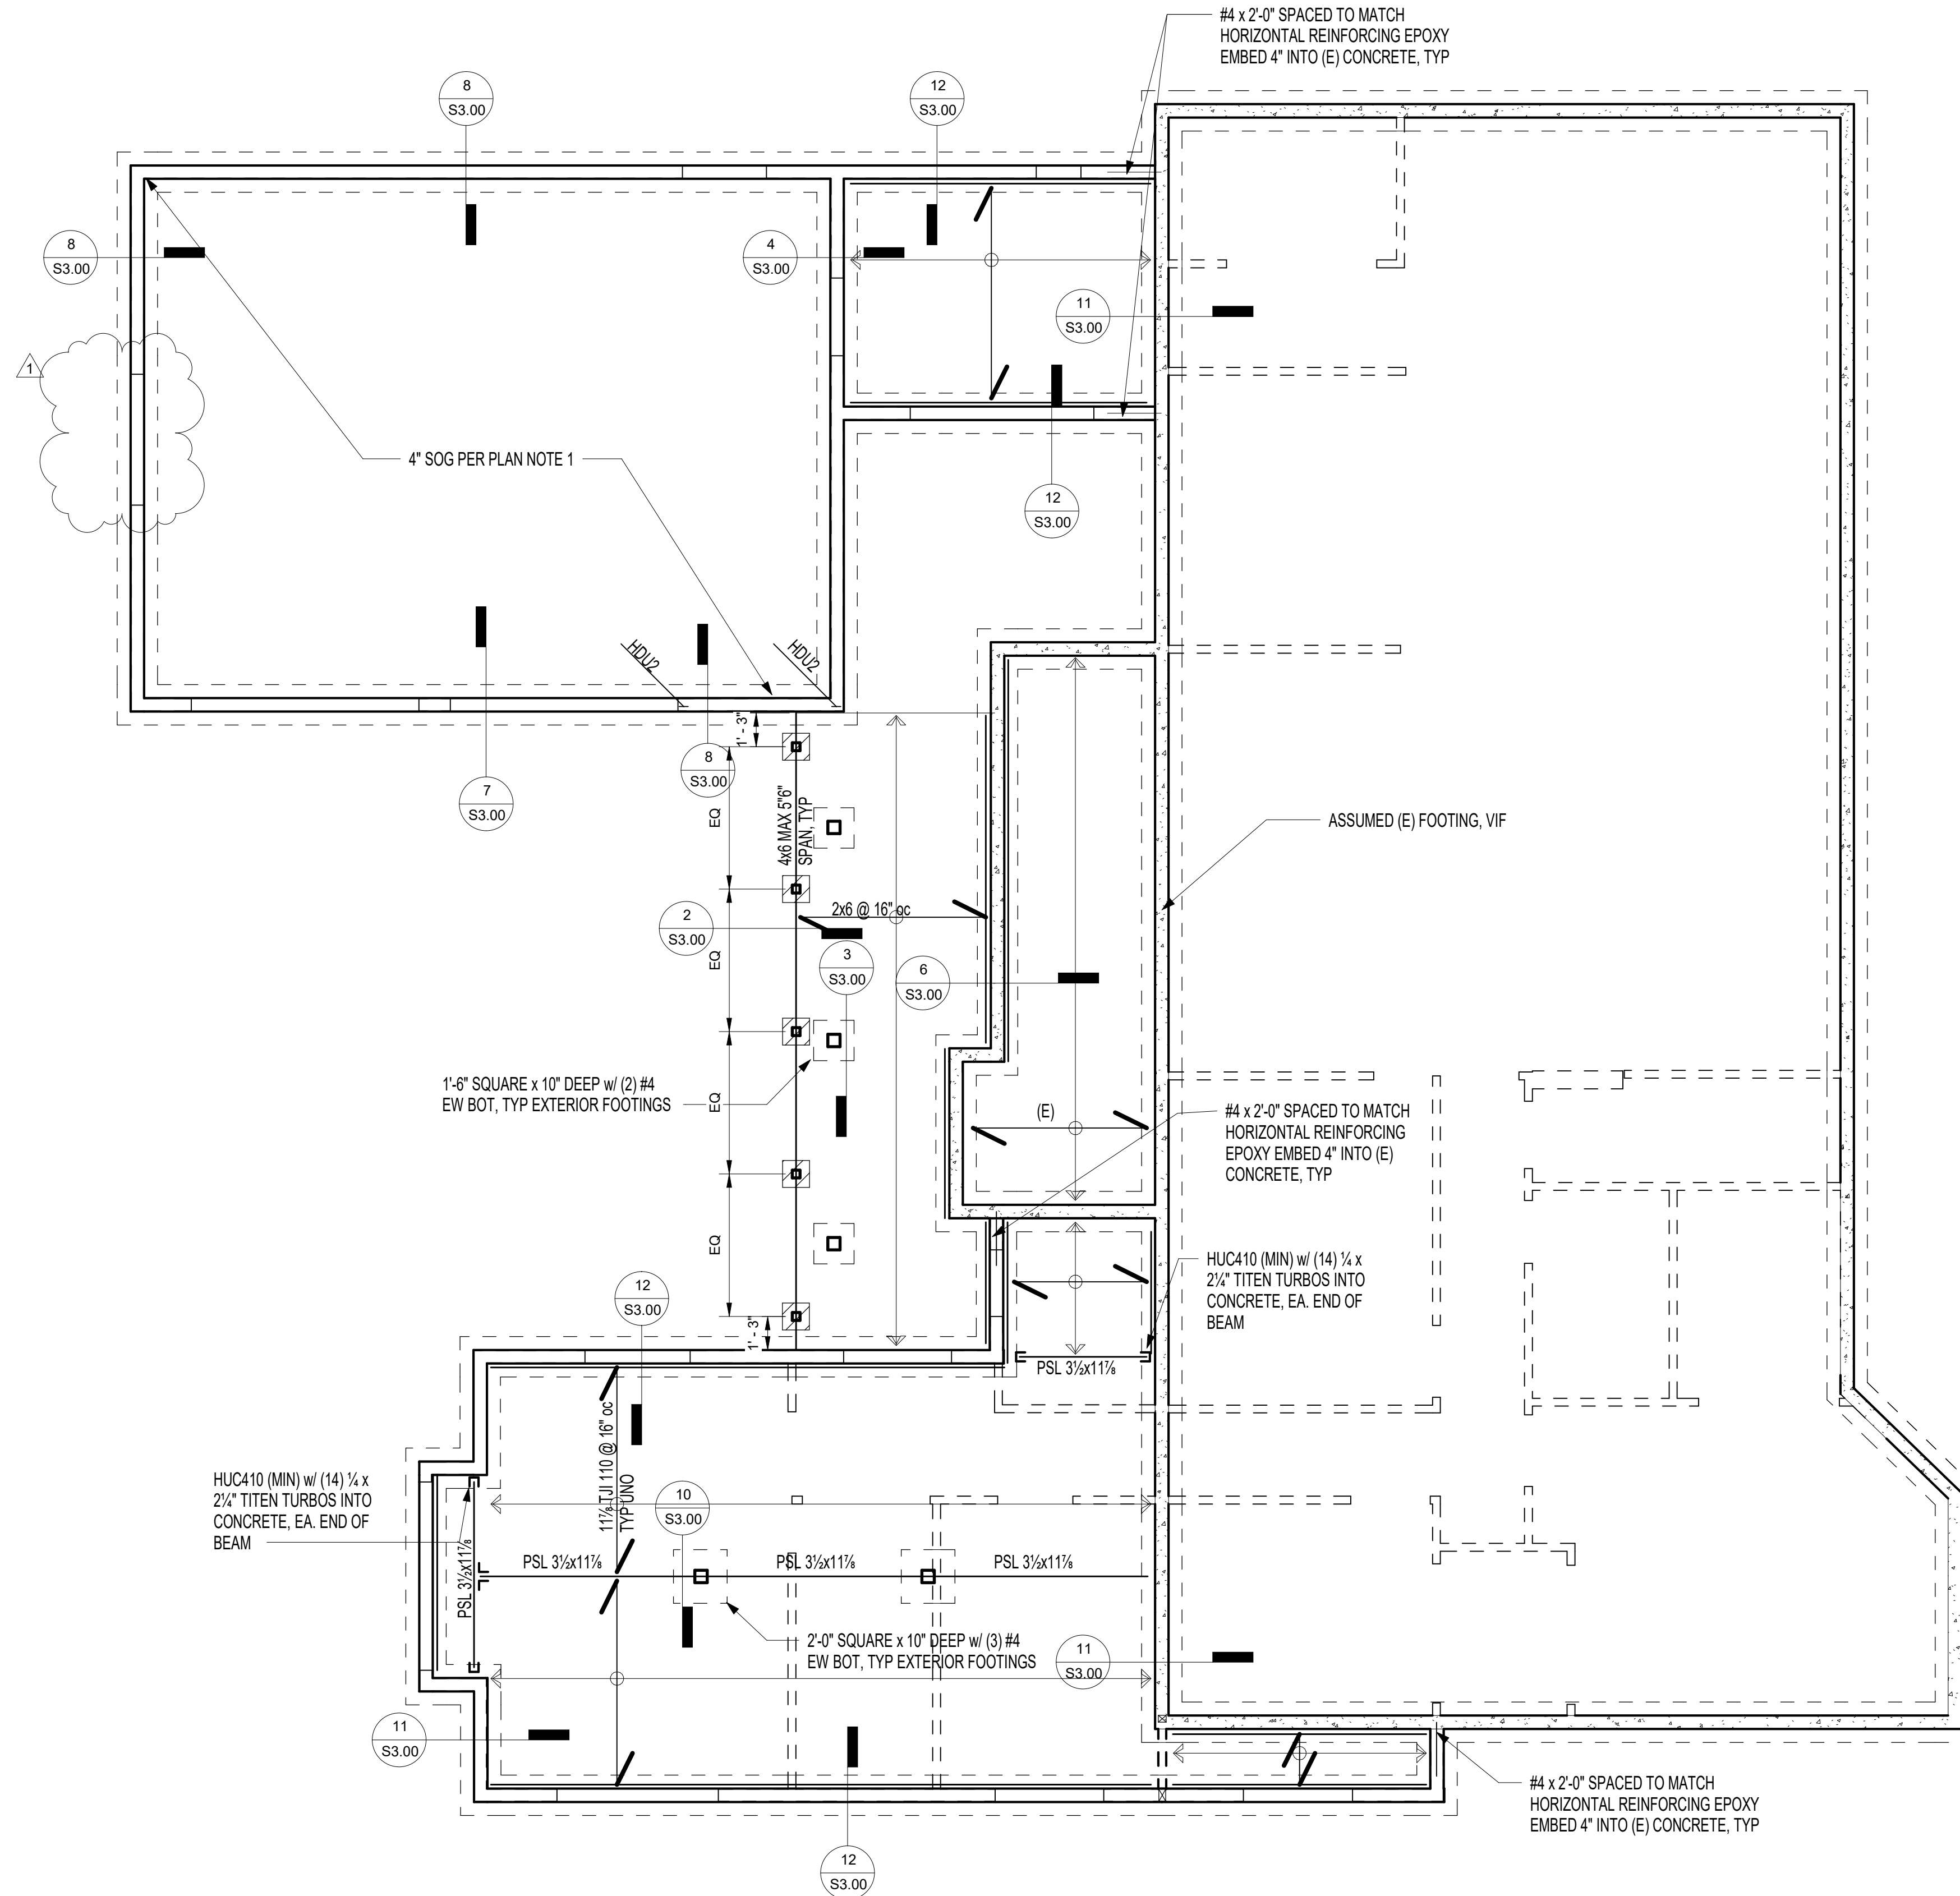 #4 x 2'-0" SPACED TO MATCH
HORIZONTAL REINFORCING EPOXY
EMBED 4" INTO (E) CONCRETE, TYP
8
S3.00
12
S3.00
8
S3.00
4
S3.00
11
S3.00
1
4" SOG PER PLAN NOTE 1
12
S3.00
HDU2
HDU2
1' - 3"
8
S3.00
7
S3.00
EQ
4x6 MAX 5"6"
SPAN, TYP
ASSUMED (E) FOOTING, VIF
2x6 @ 16" oc
2
S3.00
3
S3.00
6
S3.00
EQ
1'-6" SQUARE x 10" DEEP w/ (2) #4
EW BOT, TYP EXTERIOR FOOTINGS
EQ
(E)
#4 x 2'-0" SPACED TO MATCH
HORIZONTAL REINFORCING
EPOXY EMBED 4" INTO (E)
CONCRETE, TYP
EQ
HUC410 (MIN) w/ (14) ¼ x
2¼" TITEN TURBOS INTO
CONCRETE, EA. END OF
BEAM
12
S3.00
1' - 3"
PSL 3½x11⅞
11⅞ TJI 110 @ 16" oc
TYP UNO
HUC410 (MIN) w/ (14) ¼ x
2¼" TITEN TURBOS INTO
CONCRETE, EA. END OF
BEAM
10
S3.00
PSL 3½x11⅞
PSL 3½x11⅞
PSL 3½x11⅞
PSL 3½x11⅞
2'-0" SQUARE x 10" DEEP w/ (3) #4
EW BOT, TYP EXTERIOR FOOTINGS
11
S3.00
11
S3.00
#4 x 2'-0" SPACED TO MATCH
HORIZONTAL REINFORCING EPOXY
EMBED 4" INTO (E) CONCRETE, TYP
12
S3.00